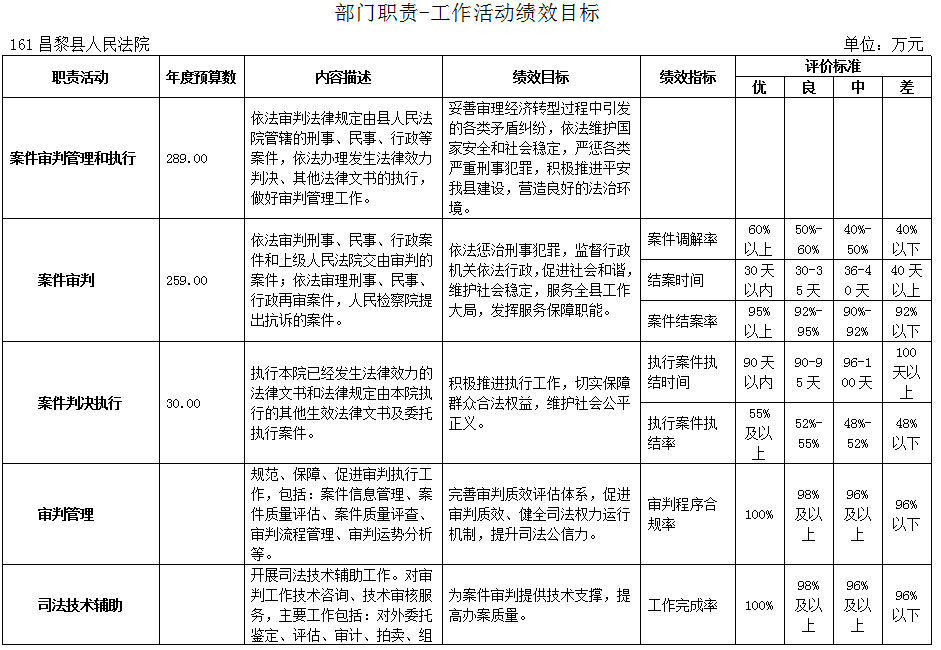 部门职责-工作活动绩效目标
161昌黎县人民法院
单位：万元
职责活动
年度预算数
内容描述
绩效目标
绩效指标
评价标准
优
良
中
差
案件审判管理和执行
289.00
依法审判法律规定由县人民法
院管辖的刑事、民事、行政等
案件，依法办理发生法律效力
判决、其他法律文书的执行，
做好审判管理工作。
妥善审理经济转型过程中引发
的各类矛盾纠纷，依法维护国
家安全和社会稳定，严惩各类
严重刑事犯罪，积极推进平安
我县建设，营造良好的法治环
境。
案件审判
259.00
依法审判刑事、民事、行政案
件和上级人民法院交由审判的
案件；依法审理刑事、民事、
行政再审案件，人民检察院提
出抗诉的案件。
依法惩治刑事犯罪，监督行政
机关依法行政，促进社会和谐，
维护社会稳定，服务全县工作
大局，发挥服务保障职能。
案件调解率
60%
以上
50%-
60%
40%-
50%
40%
以下
结案时间
30天
以内
30-3
5天
36-4
0天
40天
以上
案件结案率
95%
以上
92%-
95%
90%-
92%
92%
以下
案件判决执行
30.00
执行本院已经发生法律效力的
法律文书和法律规定由本院执
行的其他生效法律文书及委托
执行案件。
积极推进执行工作，切实保障
群众合法权益，维护社会公平
正义。
执行案件执
结时间
90天
以内
90-9
5天
96-1
00天
100
天以
上
执行案件执
结率
55%
及以
上
52%-
55%
48%-
52%
48%
以下
审判管理
规范、保障、促进审判执行工
作，包括：案件信息管理、案
件质量评估、案件质量评查、
审判流程管理、审判运势分析
等。
完善审判质效评估体系，促进
审判质效、健全司法权力运行
机制，提升司法公信力。
审判程序合
规率
100%
98%
及以
上
96%
及以
上
96%
以下
司法技术辅助
开展司法技术辅助工作。对审
判工作技术咨询、技术审核服
务，主要工作包括：对外委托
鉴定、评估、审计、拍卖、组
为案件审判提供技术支撑，提
高办案质量。
工作完成率
100%
98%
及以
上
96%
及以
上
96%
以下